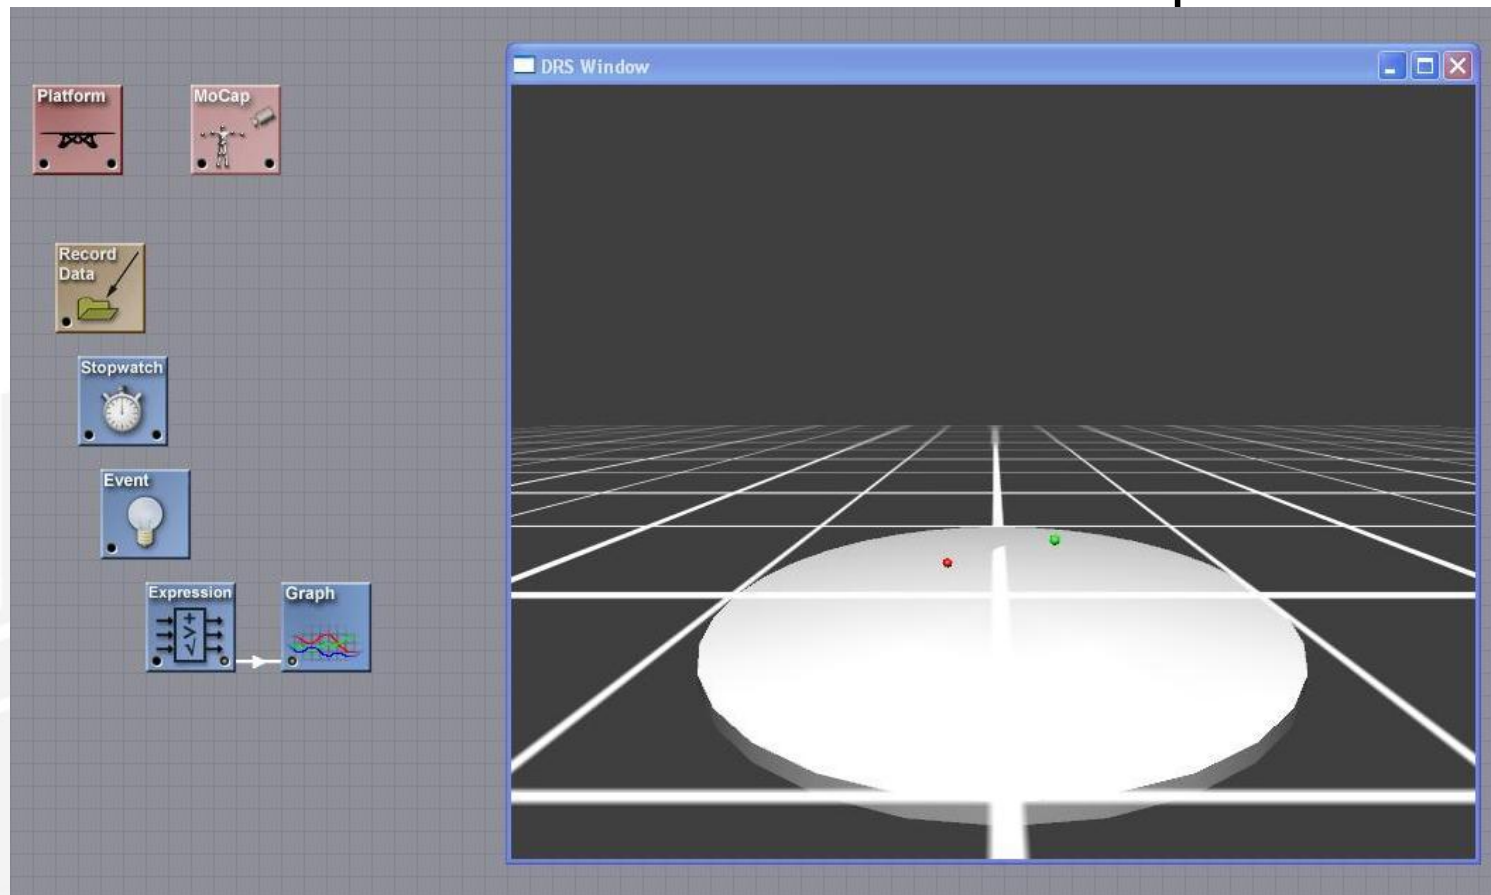 DRS Window
Platform
MoCap
Record
Data
Stopwatch
Event
Expression
Graph